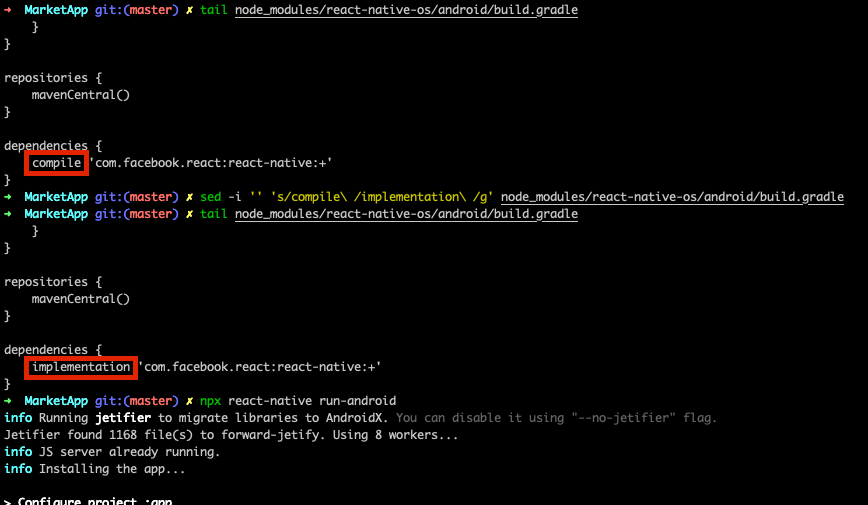 ➜  MarketApp git:(master) ✗ tail node_modules/react-native-os/android/build.gradle
    }
}
repositories {
    mavenCentral()
}
dependencies {
    compile 'com.facebook.react:react-native:+'
}
➜  MarketApp git:(master) ✗ sed -i '' 's/compile\ /implementation\ /g' node_modules/react-native-os/android/build.gradle
➜  MarketApp git:(master) ✗ tail node_modules/react-native-os/android/build.gradle
    }
}
repositories {
    mavenCentral()
}
dependencies {
    implementation 'com.facebook.react:react-native:+'
}
➜  MarketApp git:(master) ✗ npx react-native run-android
info Running jetifier to migrate libraries to AndroidX. You can disable it using "--no-jetifier" flag.
Jetifier found 1168 file(s) to forward-jetify. Using 8 workers...
info JS server already running.
info Installing the app...
> Configure project :app